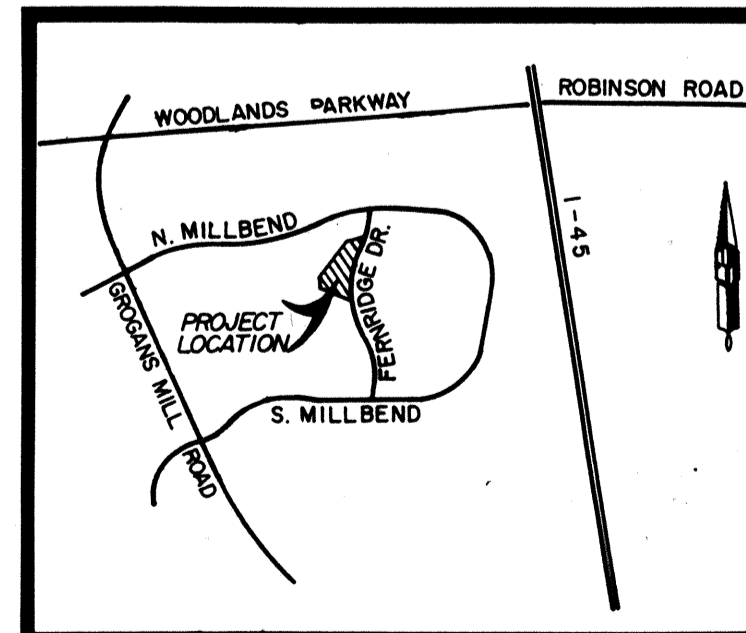 WOODLANDS PARKWAY
ROBINSON ROAD
I-45
N. MILLBEND
FERNRIDGE DR.
PROJECT
LOCATION
GROGANS MILL ROAD
S. MILLBEND